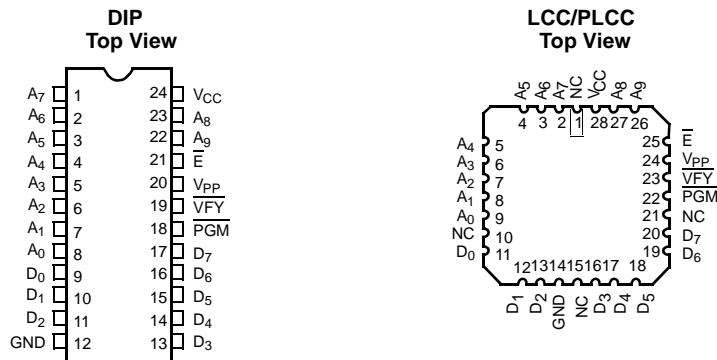 DIP
Top View
A7 1 24 VCC
A6 2 23 A8
A5 3 22 A9
A4 4 21 E̅
A3 5 20 VPP
A2 6 19 V̅F̅Y̅
A1 7 18 P̅G̅M̅
A0 8 17 D7
D0 9 16 D6
D1 10 15 D5
D2 11 14 D4
GND 12 13 D3
LCC/PLCC
Top View
A5 A6 A7 NC VCC A8 A9
4 3 2 1 28 27 26
A4 5 25 E̅
A3 6 24 VPP
A2 7 23 V̅F̅Y̅
A1 8 22 P̅G̅M̅
A0 9 21 NC
NC 10 20 D7
D0 11 19 D6
12 13 14 15 16 17 18
D1 D2 GND NC D3 D4 D5